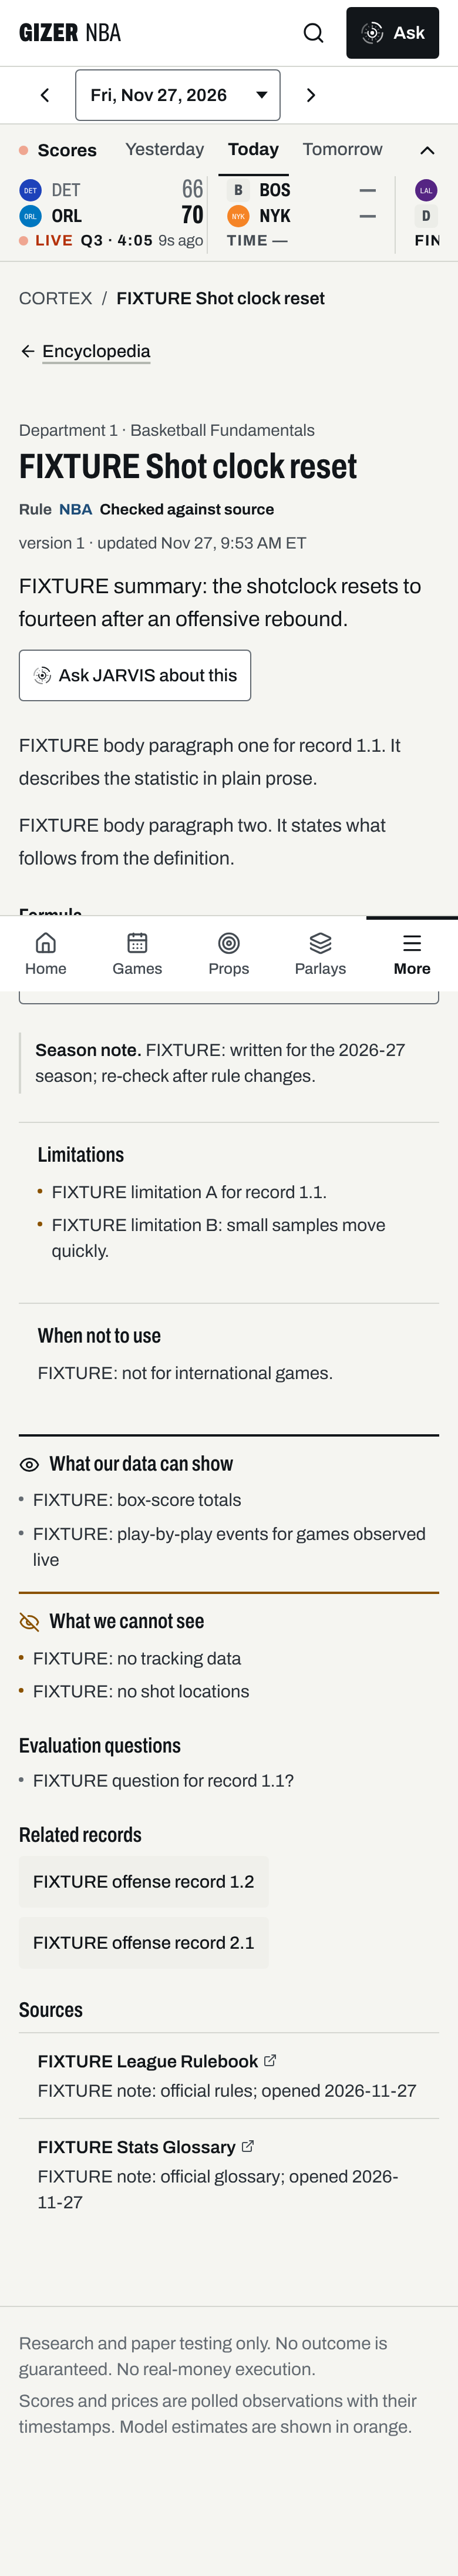 GIZER NBA
Ask
Fri, Nov 27, 2026
Scores Yesterday Today Tomorrow
DET DET 66
ORL ORL 70
LIVE Q3 · 4:05 9s ago
B BOS —
NYK NYK —
TIME —
LAL
D
FIN
CORTEX / FIXTURE Shot clock reset
Encyclopedia
Department 1 · Basketball Fundamentals
FIXTURE Shot clock reset
Rule NBA Checked against source
version 1 · updated Nov 27, 9:53 AM ET
FIXTURE summary: the shotclock resets to
fourteen after an offensive rebound.
Ask JARVIS about this
FIXTURE body paragraph one for record 1.1. It
describes the statistic in plain prose.
FIXTURE body paragraph two. It states what
follows from the definition.
Formula
Home Games Props Parlays More
Season note. FIXTURE: written for the 2026-27
season; re-check after rule changes.
Limitations
FIXTURE limitation A for record 1.1.
FIXTURE limitation B: small samples move
quickly.
When not to use
FIXTURE: not for international games.
What our data can show
FIXTURE: box-score totals
FIXTURE: play-by-play events for games observed
live
What we cannot see
FIXTURE: no tracking data
FIXTURE: no shot locations
Evaluation questions
FIXTURE question for record 1.1?
Related records
FIXTURE offense record 1.2
FIXTURE offense record 2.1
Sources
FIXTURE League Rulebook
FIXTURE note: official rules; opened 2026-11-27
FIXTURE Stats Glossary
FIXTURE note: official glossary; opened 2026-
11-27
Research and paper testing only. No outcome is
guaranteed. No real-money execution.
Scores and prices are polled observations with their
timestamps. Model estimates are shown in orange.